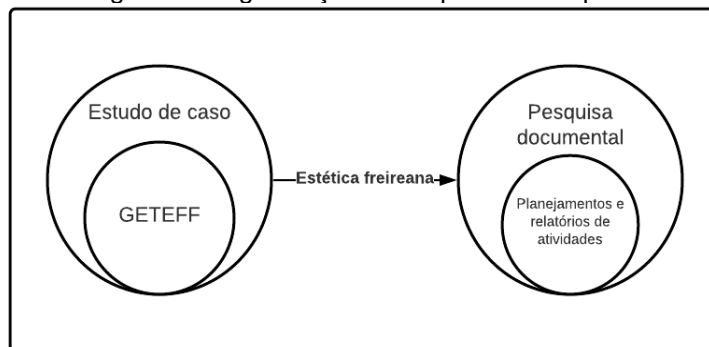 Estudo de caso
GETEFF
Estética freireana
Pesquisa
documental
Planejamentos e
relatórios de
atividades